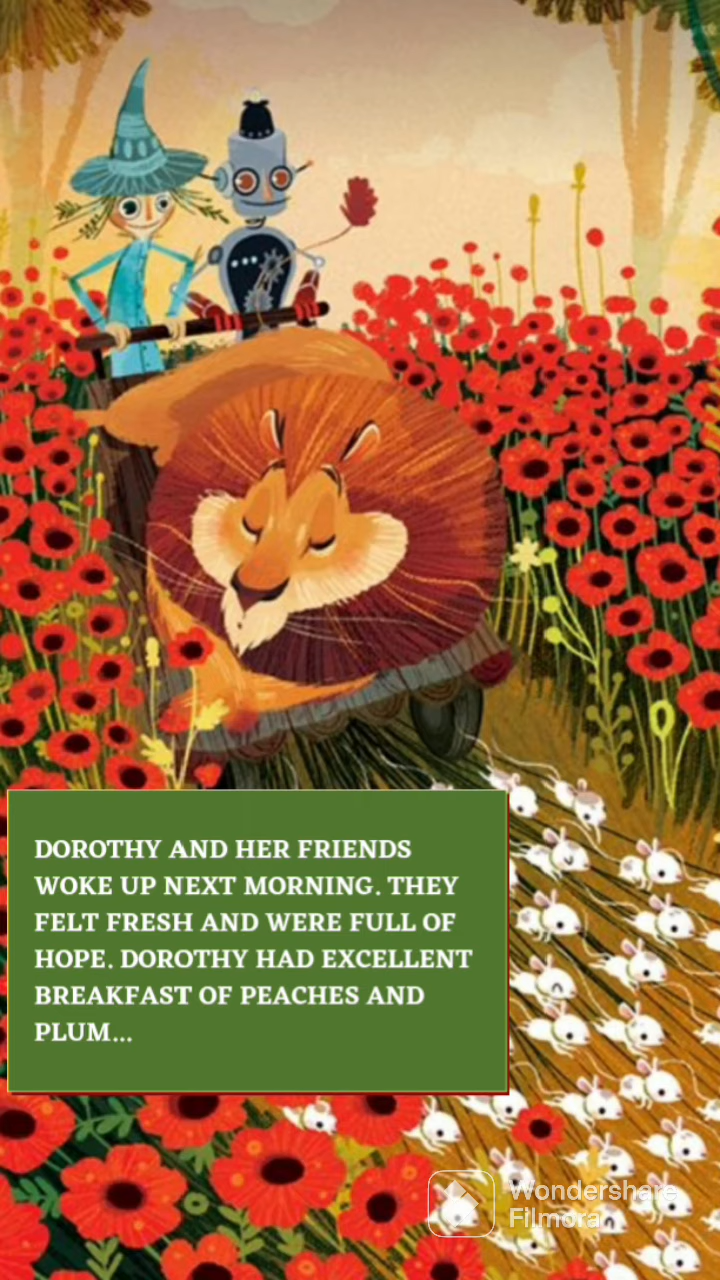 DOROTHY AND HER FRIENDS
WOKE UP NEXT MORNING. THEY
FELT FRESH AND WERE FULL OF
HOPE. DOROTHY HAD EXCELLENT
BREAKFAST OF PEACHES AND
PLUM...
Wondershare
Filmora